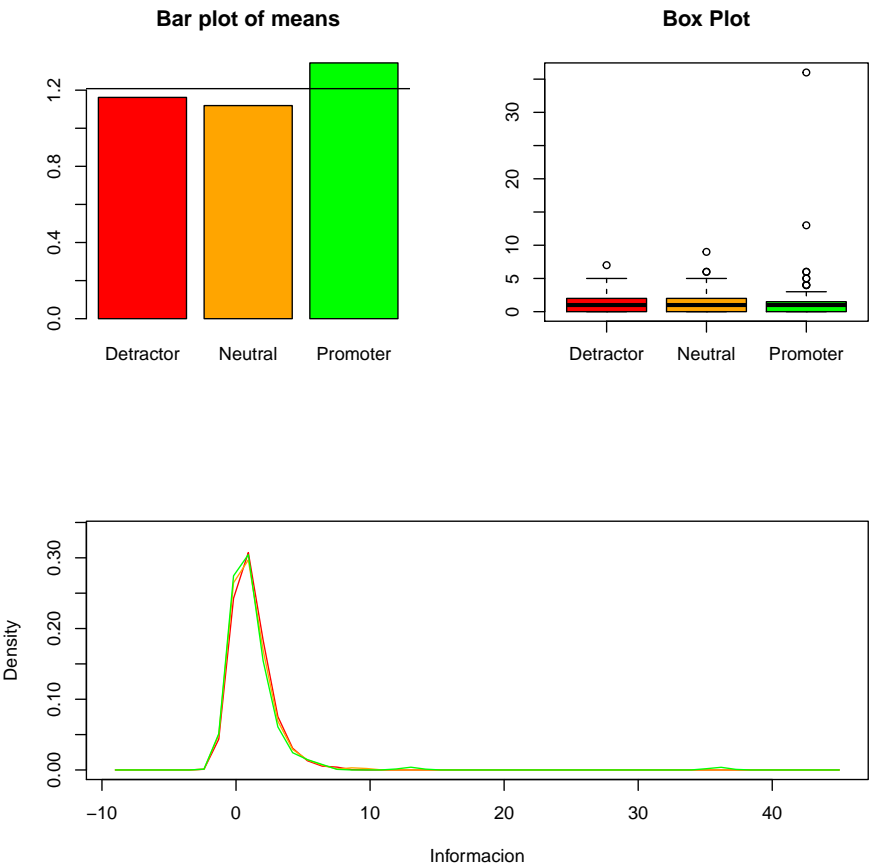 Bar plot of means
1.2
0.8
0.4
0.0
Detractor Neutral Promoter
Box Plot
30
20
10
5
0
Detractor Neutral Promoter
Density
0.30
0.20
0.10
0.00
−10 0 10 20 30 40
Informacion